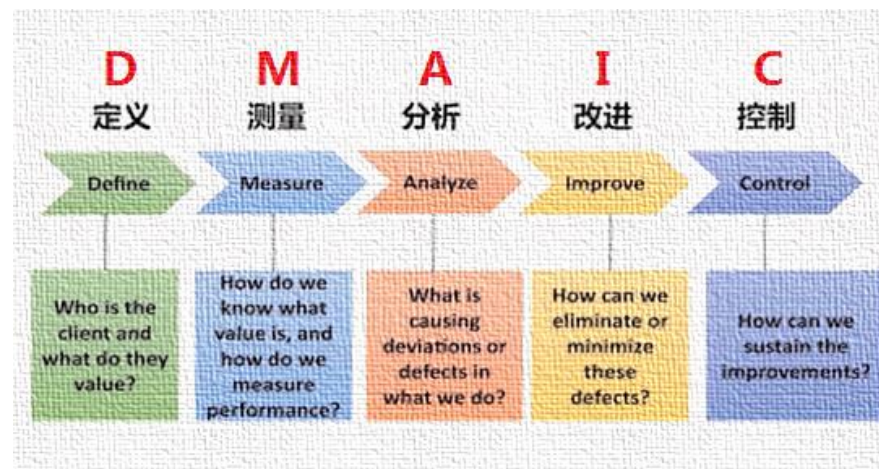 D M A I C
定义 测量 分析 改进 控制
Define Measure Analyze Improve Control
Who is the
client and
what do they
value?
How do we
know what
value is, and
how do we
measure
performance?
What is
causing
deviations or
defects in
what we do?
How can we
eliminate or
minimize
these
defects?
How can we
sustain the
improvements?